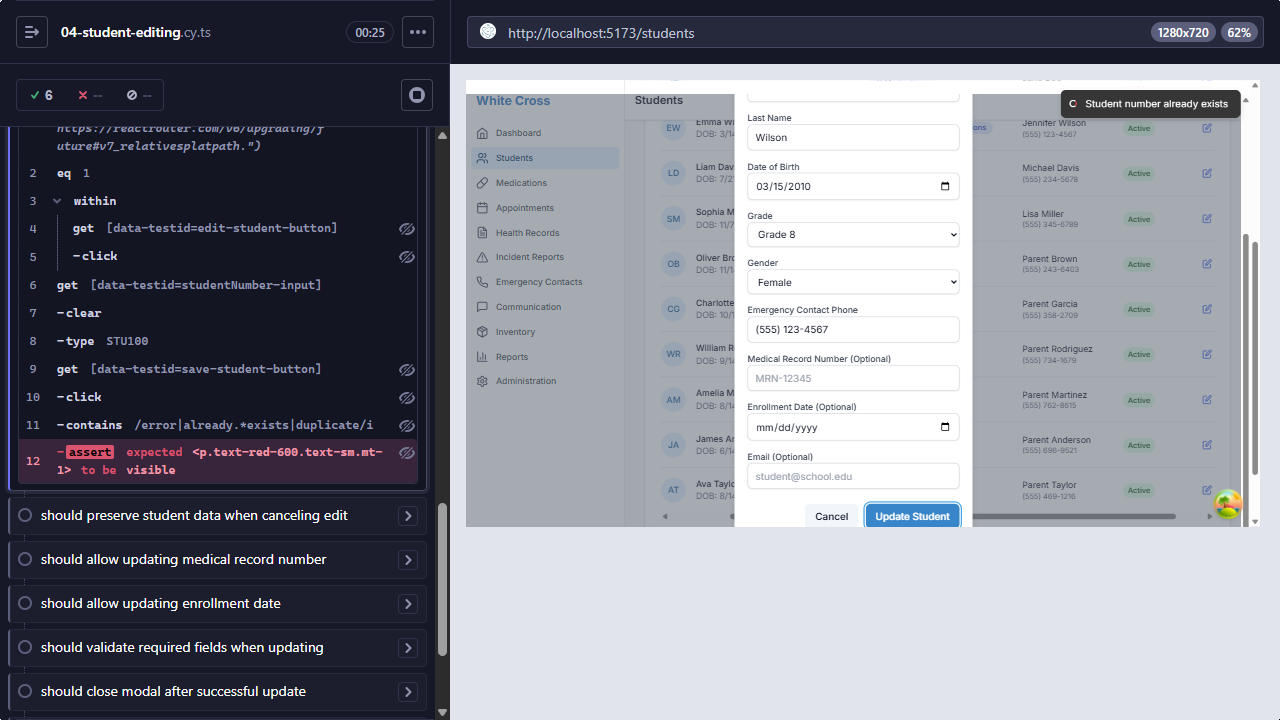 04-student-editing.cy.ts
00:25
6
--
--
https://reactrouter.com/v6/upgrading/f
uture#v7_relativesplatpath.")
2 eq 1
3 within
4 get [data-testid=edit-student-button]
5 -click
6 get [data-testid=studentNumber-input]
7 -clear
8 -type STU100
9 get [data-testid=save-student-button]
10 -click
11 -contains /error|already.*exists|duplicate/i
12 -assert expected <p.text-red-600.text-sm.mt-
1> to be visible
should preserve student data when canceling edit
should allow updating medical record number
should allow updating enrollment date
should validate required fields when updating
should close modal after successful update
http://localhost:5173/students
1280x720
62%
White Cross
Dashboard
Students
Medications
Appointments
Health Records
Incident Reports
Emergency Contacts
Communication
Inventory
Reports
Administration
Students
Student number already exists
EW
Emma
DOB: 3/14
Jennifer Wilson
(555) 123-4567
Active
LD
Liam Dav
DOB: 7/2
Michael Davis
(555) 234-5678
Active
SM
Sophia M
DOB: 11/7
Lisa Miller
(555) 345-6789
Active
OB
Oliver Bro
DOB: 11/1
Parent Brown
(555) 243-6403
Active
CG
Charlotte
DOB: 10/1
Parent Garcia
(555) 358-2709
Active
WR
William R
DOB: 9/14
Parent Rodriguez
(555) 734-1679
Active
AM
Amelia M
DOB: 8/14
Parent Martinez
(555) 762-8615
Active
JA
James An
DOB: 6/14
Parent Anderson
(555) 696-9521
Active
AT
Ava Taylo
DOB: 8/14
Parent Taylor
(555) 469-1216
Active
Last Name
Wilson
Date of Birth
03/15/2010
Grade
Grade 8
Gender
Female
Emergency Contact Phone
(555) 123-4567
Medical Record Number (Optional)
MRN-12345
Enrollment Date (Optional)
mm/dd/yyyy
Email (Optional)
student@school.edu
Cancel
Update Student